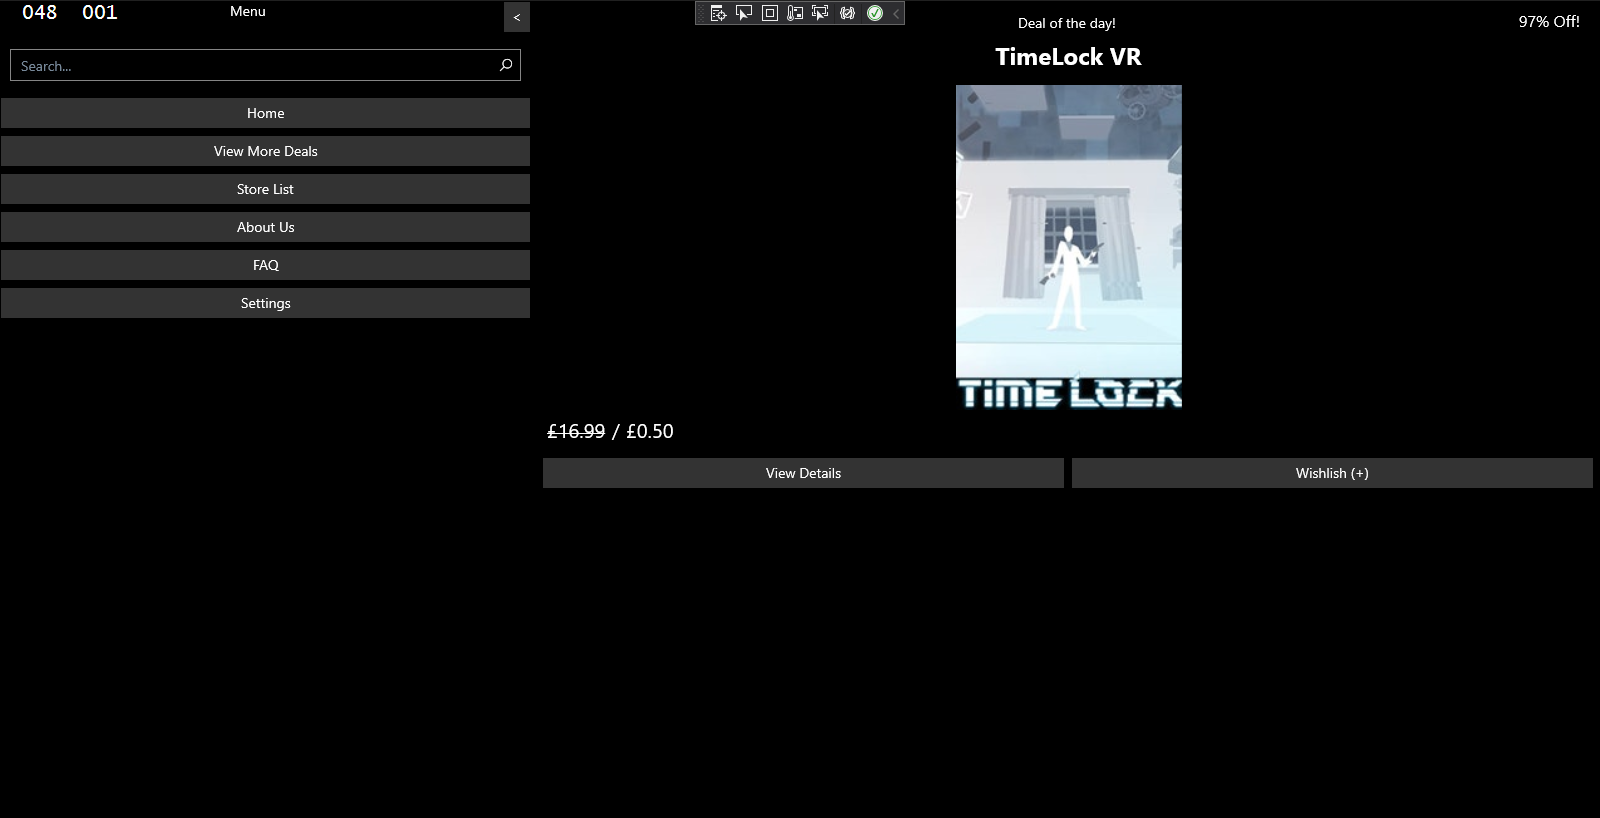 048 001 Menu <
Search...
Home
View More Deals
Store List
About Us
FAQ
Settings
Deal of the day!
97% Off!
TimeLock VR
TIME LOCK
£16.99 / £0.50
View Details
Wishlish (+)